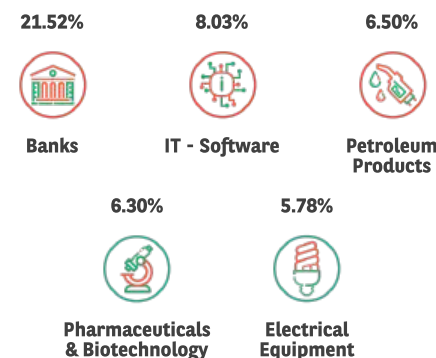 21.52% 8.03% 6.50%
Banks IT - Software Petroleum
Products
6.30% 5.78%
Pharmaceuticals Electrical
& Biotechnology Equipment